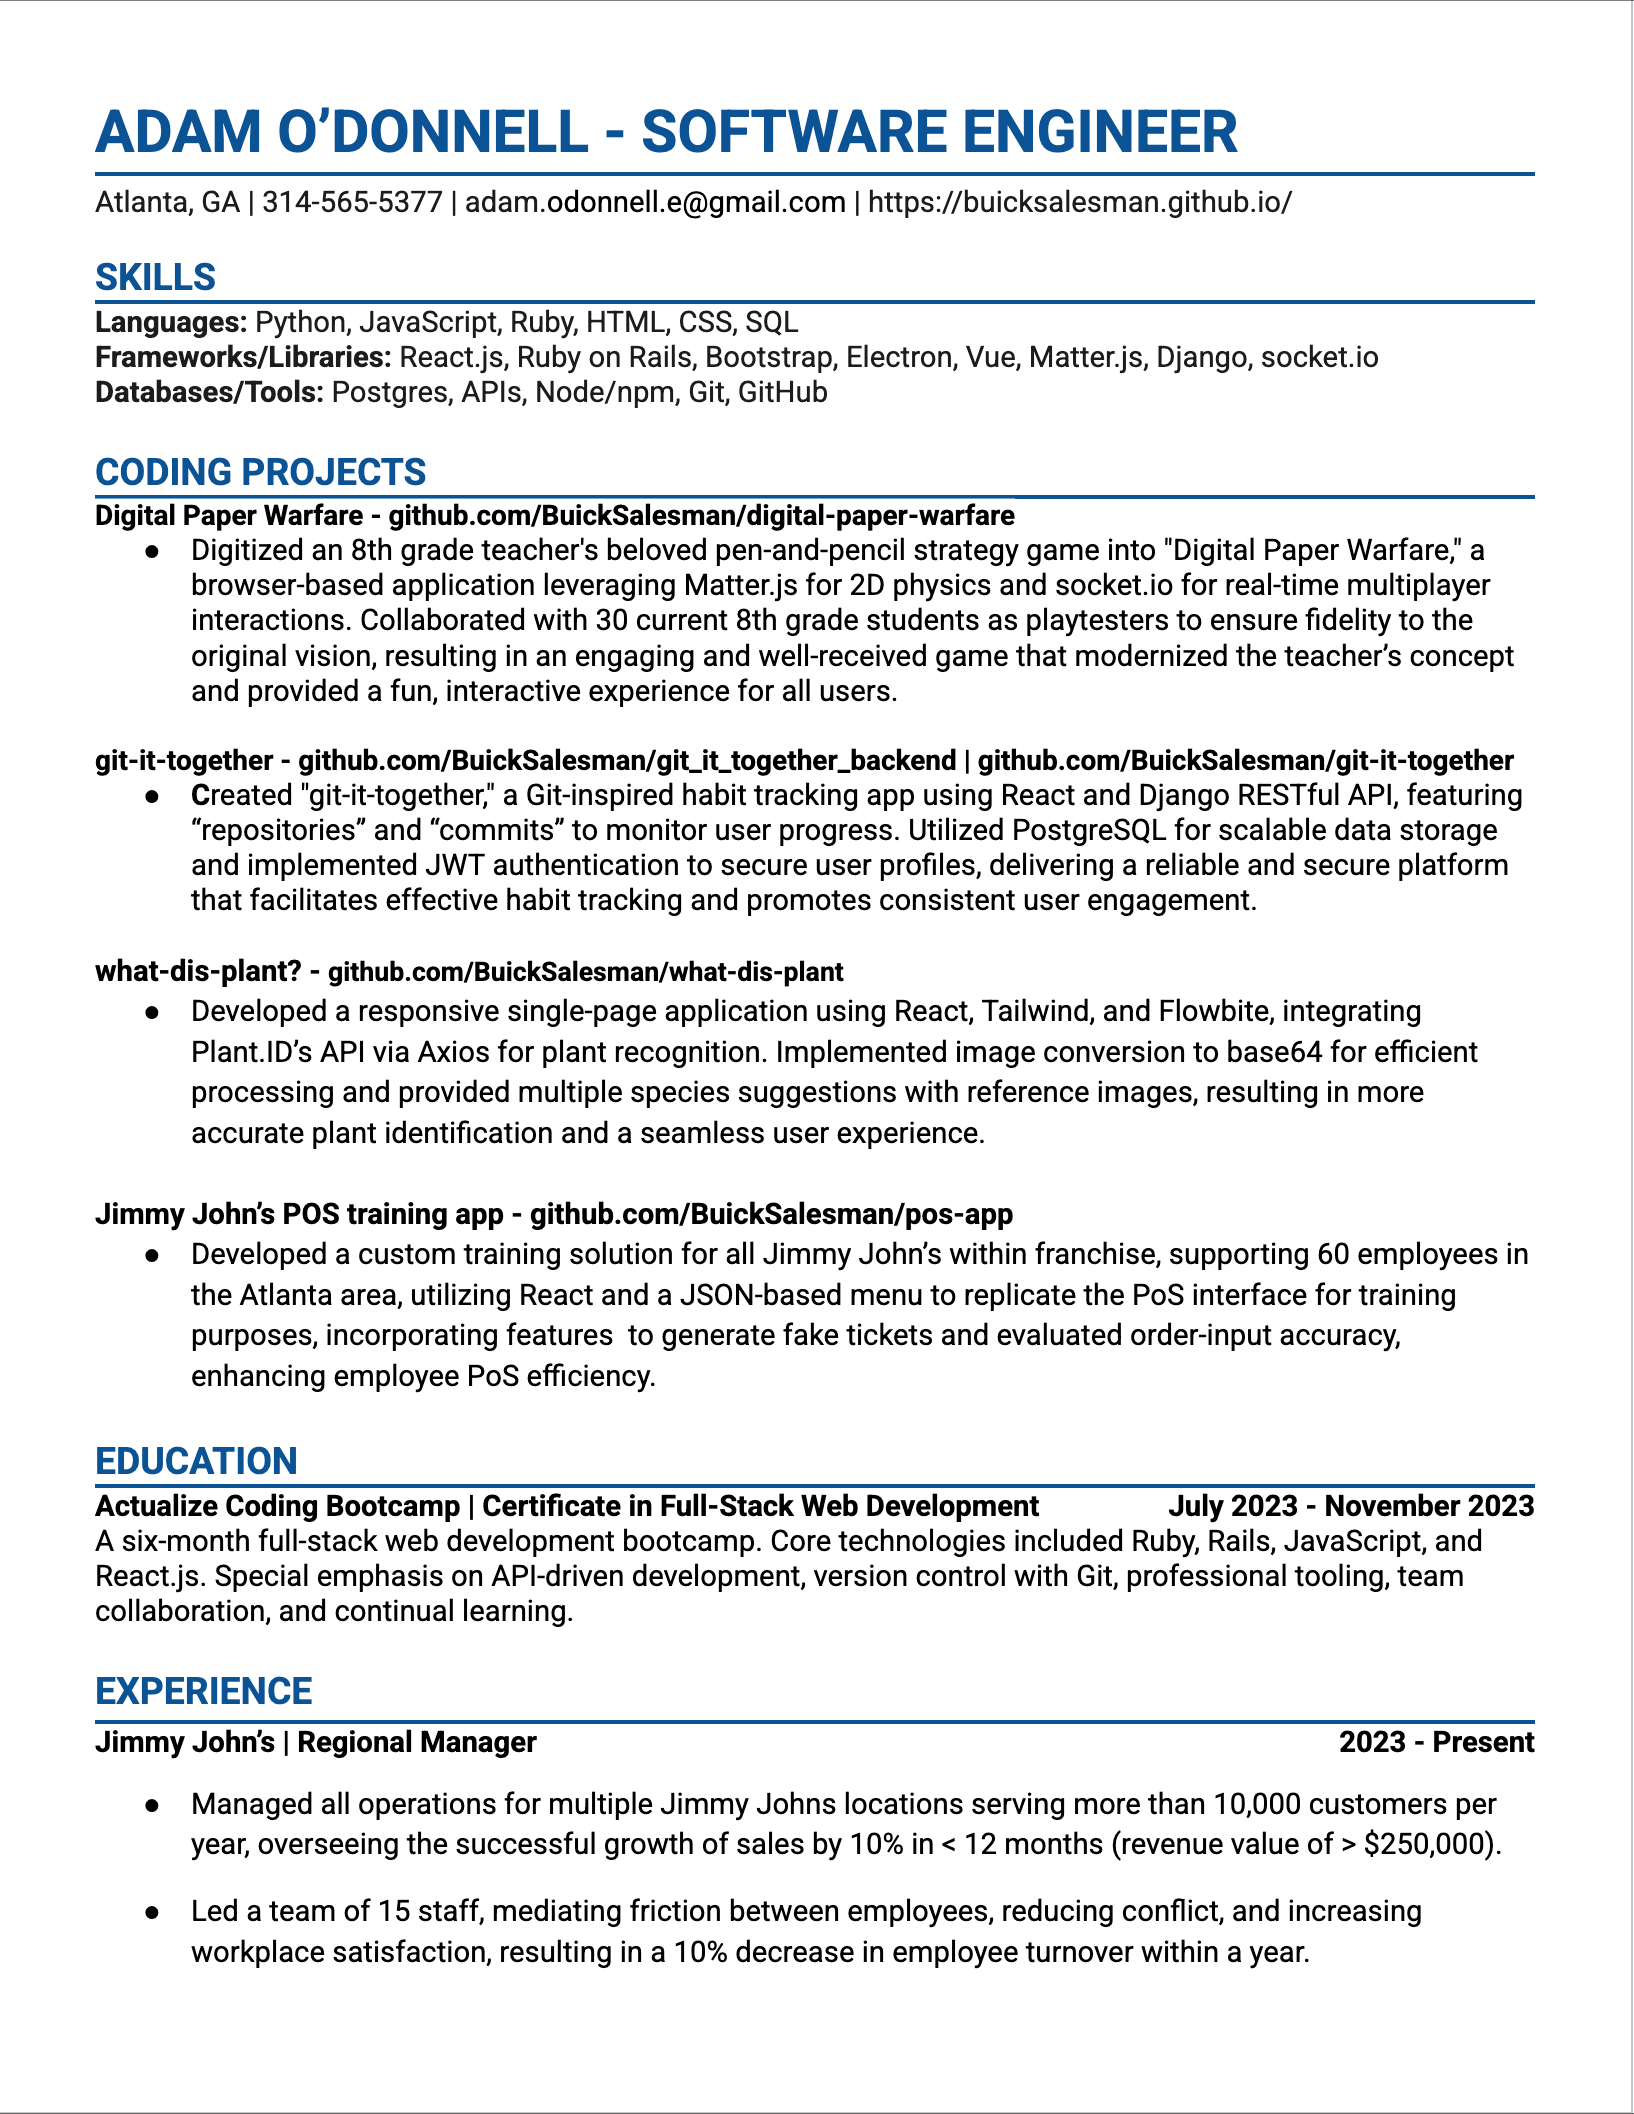 ADAM O’DONNELL - SOFTWARE ENGINEER
Atlanta, GA | 314-565-5377 | adam.odonnell.e@gmail.com | https://buicksalesman.github.io/
SKILLS
Languages: Python, JavaScript, Ruby, HTML, CSS, SQL
Frameworks/Libraries: React.js, Ruby on Rails, Bootstrap, Electron, Vue, Matter.js, Django, socket.io
Databases/Tools: Postgres, APIs, Node/npm, Git, GitHub
CODING PROJECTS
Digital Paper Warfare - github.com/BuickSalesman/digital-paper-warfare
● Digitized an 8th grade teacher's beloved pen-and-pencil strategy game into "Digital Paper Warfare," a
browser-based application leveraging Matter.js for 2D physics and socket.io for real-time multiplayer
interactions. Collaborated with 30 current 8th grade students as playtesters to ensure fidelity to the
original vision, resulting in an engaging and well-received game that modernized the teacher’s concept
and provided a fun, interactive experience for all users.
git-it-together - github.com/BuickSalesman/git_it_together_backend | github.com/BuickSalesman/git-it-together
● Created "git-it-together," a Git-inspired habit tracking app using React and Django RESTful API, featuring
“repositories” and “commits” to monitor user progress. Utilized PostgreSQL for scalable data storage
and implemented JWT authentication to secure user profiles, delivering a reliable and secure platform
that facilitates effective habit tracking and promotes consistent user engagement.
what-dis-plant? - github.com/BuickSalesman/what-dis-plant
● Developed a responsive single-page application using React, Tailwind, and Flowbite, integrating
Plant.ID’s API via Axios for plant recognition. Implemented image conversion to base64 for efficient
processing and provided multiple species suggestions with reference images, resulting in more
accurate plant identification and a seamless user experience.
Jimmy John’s POS training app - github.com/BuickSalesman/pos-app
● Developed a custom training solution for all Jimmy John’s within franchise, supporting 60 employees in
the Atlanta area, utilizing React and a JSON-based menu to replicate the PoS interface for training
purposes, incorporating features  to generate fake tickets and evaluated order-input accuracy,
enhancing employee PoS efficiency.
EDUCATION
Actualize Coding Bootcamp | Certificate in Full-Stack Web Development July 2023 - November 2023
A six-month full-stack web development bootcamp. Core technologies included Ruby, Rails, JavaScript, and
React.js. Special emphasis on API-driven development, version control with Git, professional tooling, team
collaboration, and continual learning.
EXPERIENCE
Jimmy John’s | Regional Manager 2023 - Present
● Managed all operations for multiple Jimmy Johns locations serving more than 10,000 customers per
year, overseeing the successful growth of sales by 10% in < 12 months (revenue value of > $250,000).
● Led a team of 15 staff, mediating friction between employees, reducing conflict, and increasing
workplace satisfaction, resulting in a 10% decrease in employee turnover within a year.